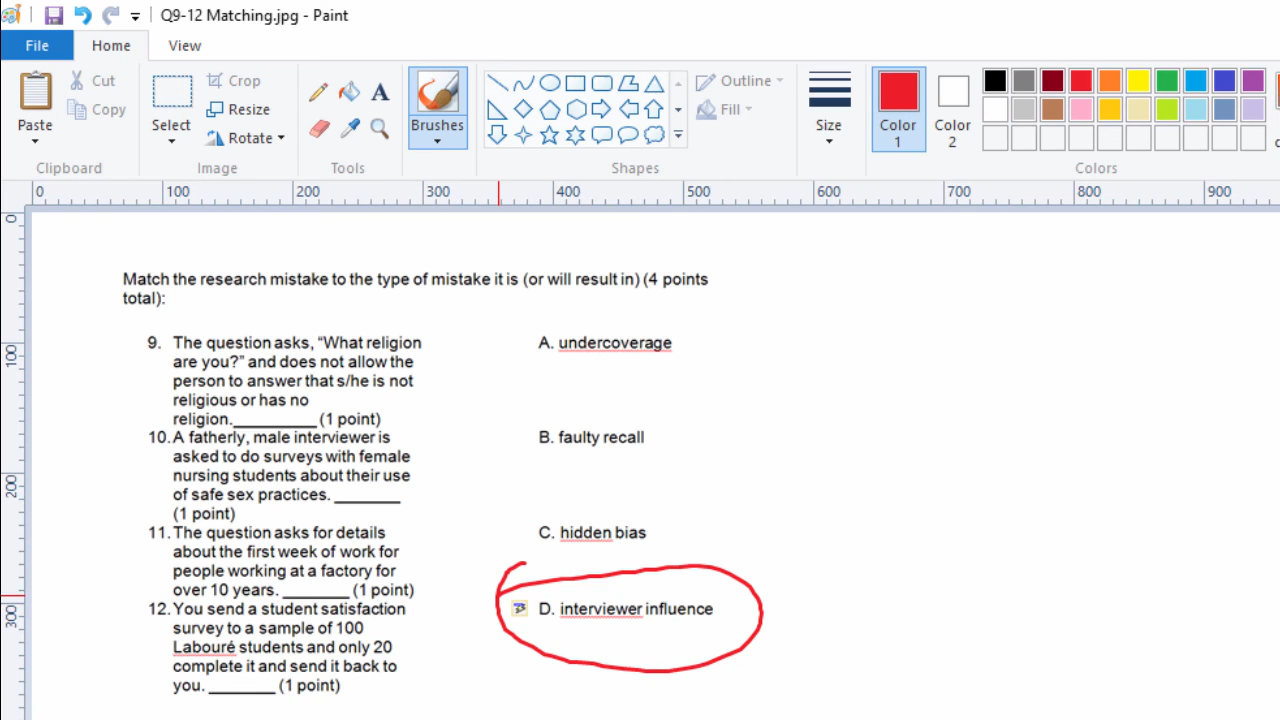 Q9-12 Matching.jpg - Paint
File Home View
Paste Cut Copy Select Crop Resize Rotate Brushes Outline Fill Size Color 1 Color 2
Clipboard Image Tools Shapes Colors
0 100 200 300 400 500 600 700 800 900
0
100
200
300
Match the research mistake to the type of mistake it is (or will result in) (4 points
total):
9. The question asks, “What religion
are you?” and does not allow the
person to answer that s/he is not
religious or has no
religion._________ (1 point)
A. undercoverage
10. A fatherly, male interviewer is
asked to do surveys with female
nursing students about their use
of safe sex practices. _______
(1 point)
B. faulty recall
11. The question asks for details
about the first week of work for
people working at a factory for
over 10 years. _______ (1 point)
C. hidden bias
12. You send a student satisfaction
survey to a sample of 100
Labouré students and only 20
complete it and send it back to
you. _______ (1 point)
D. interviewer influence